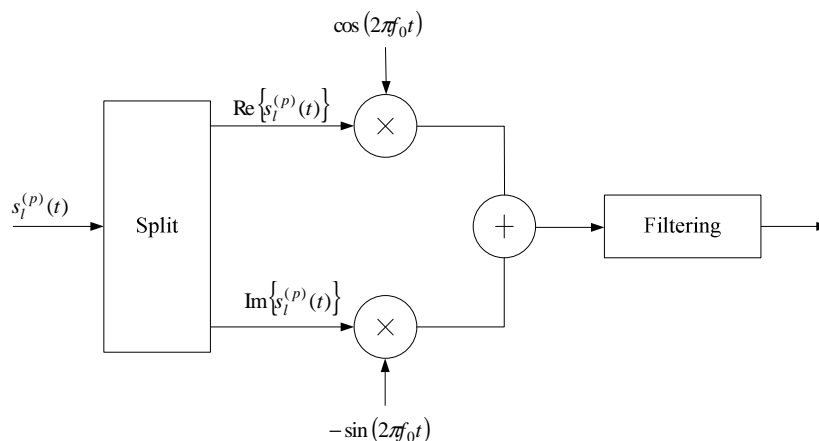 cos (2πf₀t)
Re{s_l^(p)(t)}
×
s_l^(p)(t)
Split
+
Filtering
Im{s_l^(p)(t)}
×
−sin (2πf₀t)